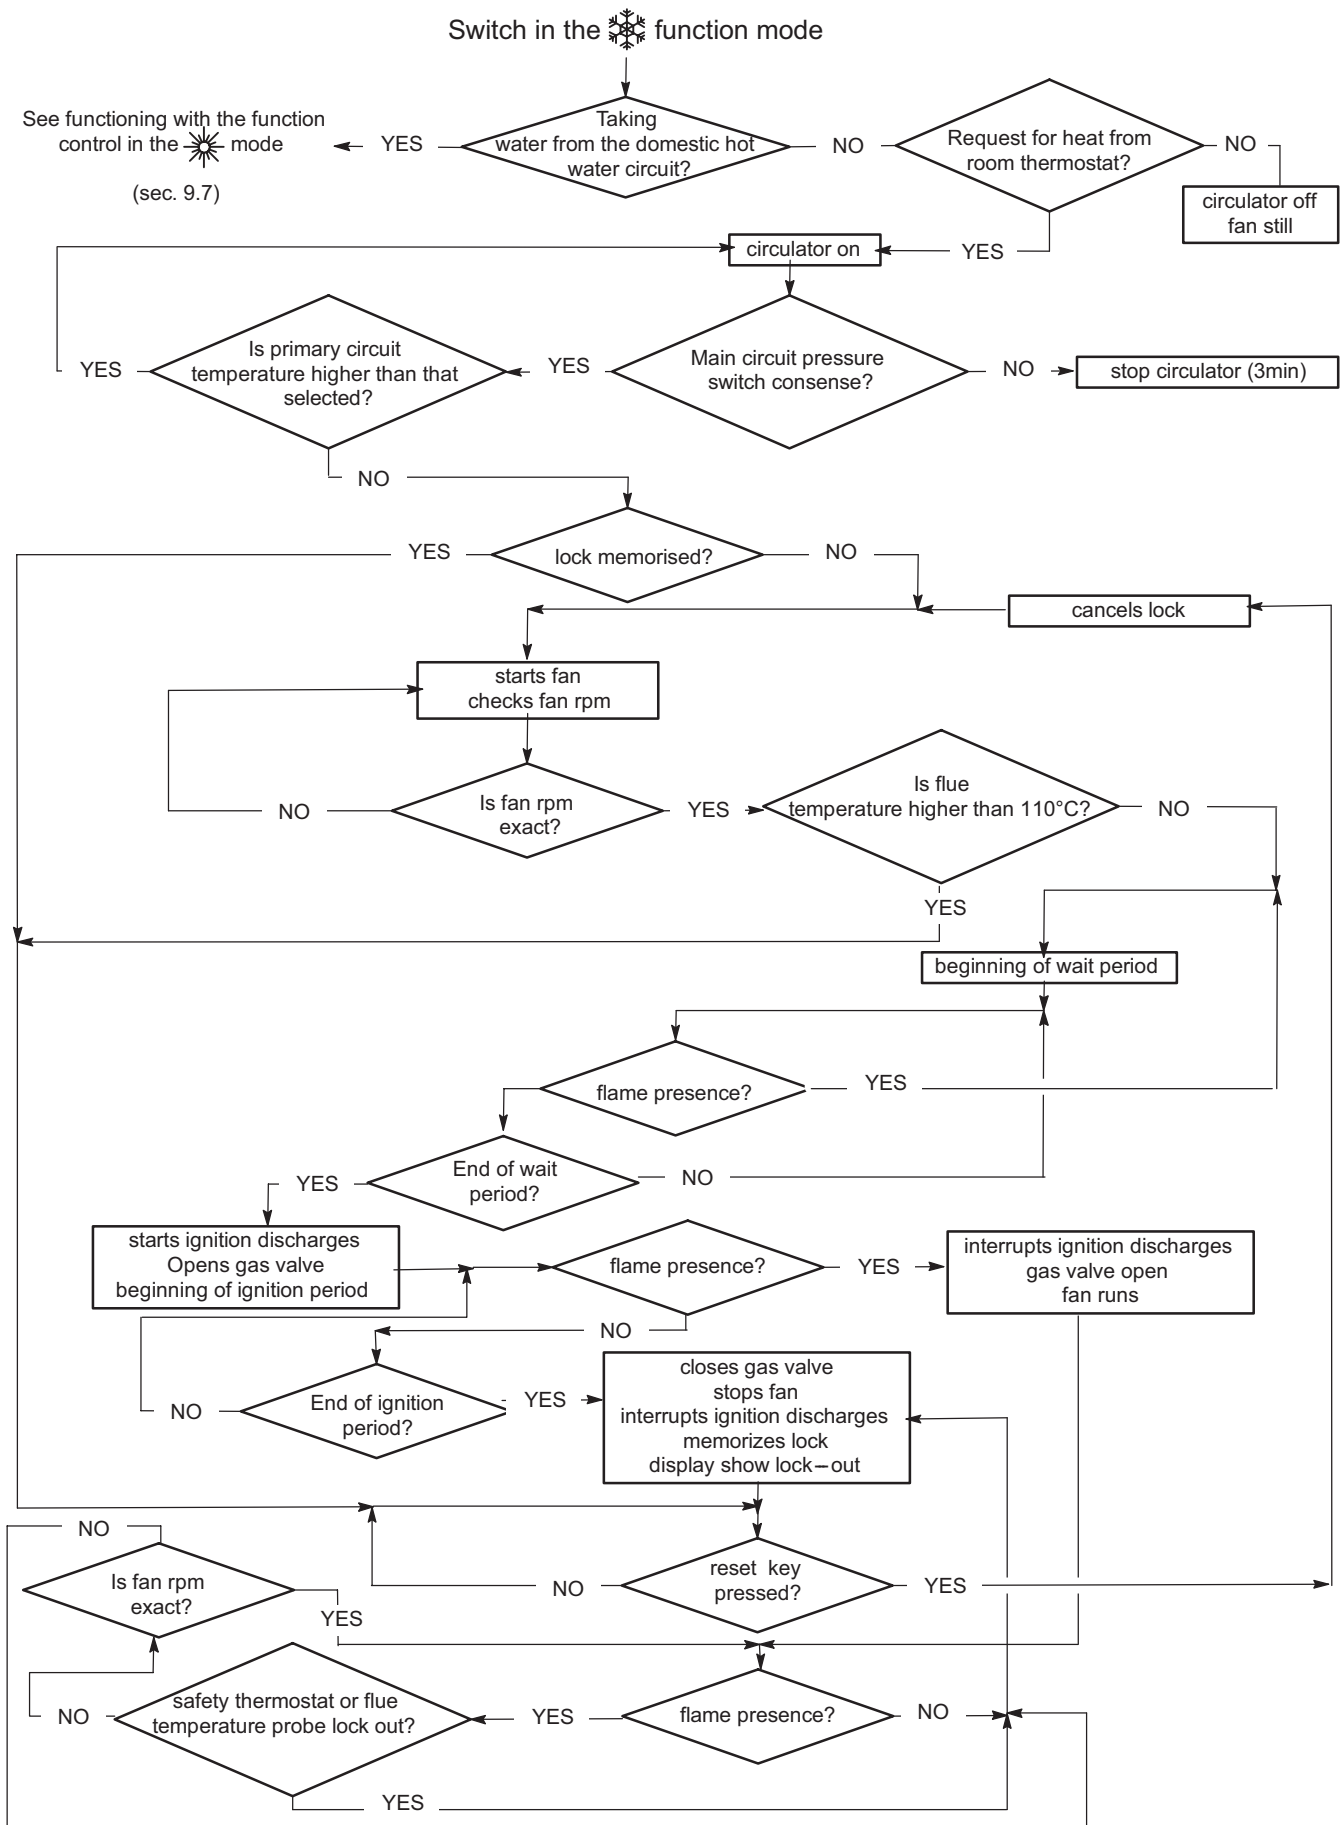 Switch in the function mode
See functioning with the function
control in the mode
(sec. 9.7)
YES
Taking
water from the domestic hot
water circuit?
NO
Request for heat from
room thermostat?
NO
circulator off
fan still
circulator on
YES
YES
Is primary circuit
temperature higher than that
selected?
YES
Main circuit pressure
switch consense?
NO
stop circulator (3min)
NO
YES
lock memorised?
NO
cancels lock
starts fan
checks fan rpm
NO
Is fan rpm
exact?
YES
Is flue
temperature higher than 110°C?
NO
YES
beginning of wait period
flame presence?
YES
End of wait
period?
YES
NO
starts ignition discharges
Opens gas valve
beginning of ignition period
flame presence?
YES
interrupts ignition discharges
gas valve open
fan runs
NO
NO
End of ignition
period?
YES
closes gas valve
stops fan
interrupts ignition discharges
memorizes lock
display show lock–out
NO
Is fan rpm
exact?
YES
NO
reset key
pressed?
YES
NO
safety thermostat or flue
temperature probe lock out?
YES
flame presence?
NO
YES